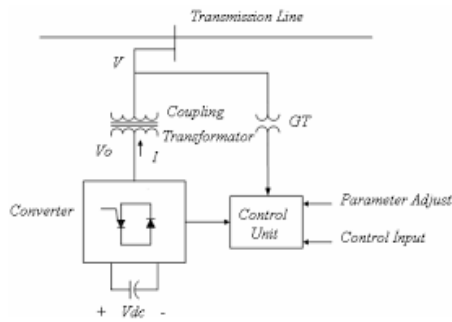 Transmission Line
V
Coupling
Transformator
GT
Vo
I
Converter
Control
Unit
Parameter Adjust
Control Input
+ Vdc -